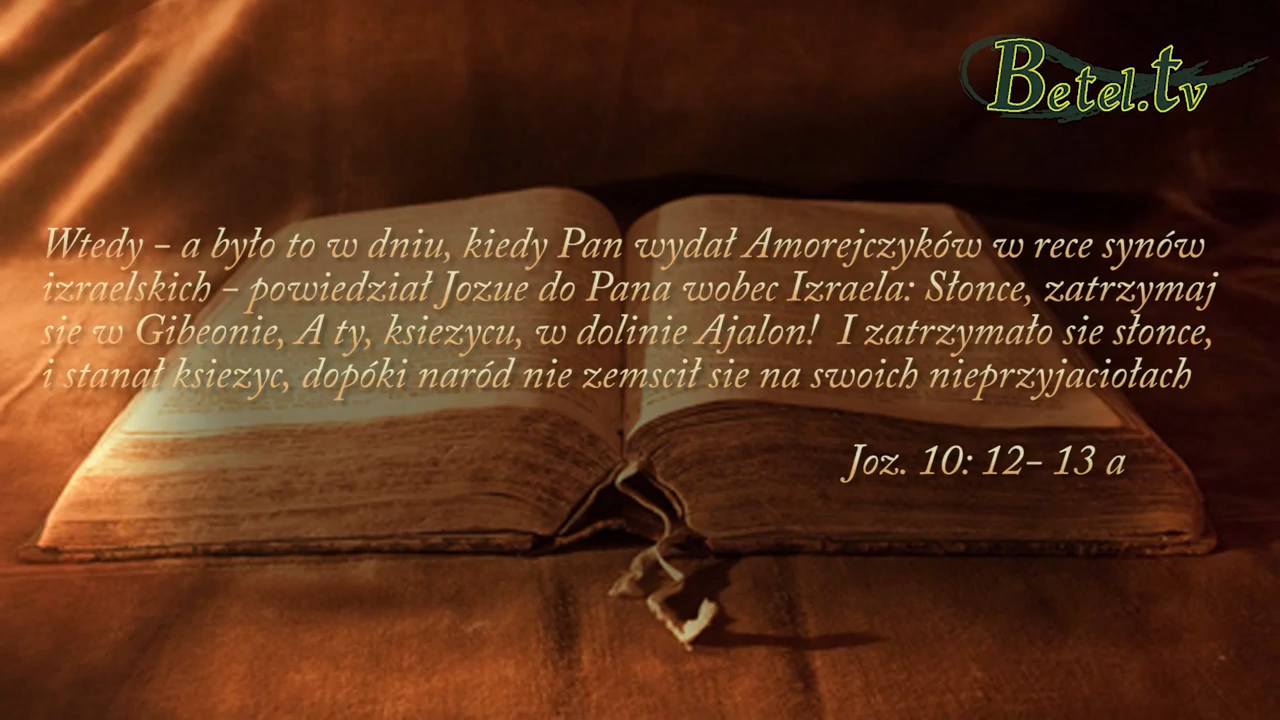 Betel.tv
Wtedy – a było to w dniu, kiedy Pan wydał Amorejczyków w rece synów
izraelskich – powiedział Jozue do Pana wobec Izraela: Słonce, zatrzymaj
sie w Gibeonie, A ty, ksiezycu, w dolinie Ajalon! I zatrzymało sie słonce,
i stanał ksiezyc, dopóki naród nie zemscił sie na swoich nieprzyjaciołach
Joz. 10: 12– 13 a